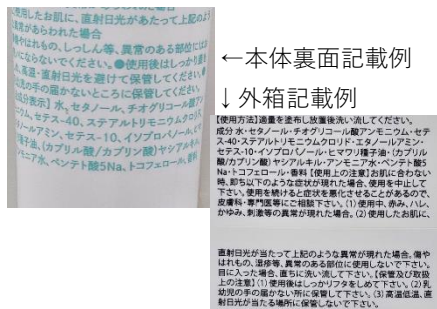 使用したお肌に、直射日光があたって上記のよう
異常があらわれた場合
やはれもの、しっしん等、異常のある部位には
にならないでください。●使用後はしっかり
高温・直射日光を避けて保管してください。●
児の手の届かないところに保管してください。
成分表示】水、セタノール、チオグリコール酸ア
セテス-40、ステアルトリモニウムクロリド、
ールアミン、セテス-10、イソプロパノール、
種子油、(カプリル酸/カプリン酸)ヤシアルキル
モニア水、ペンテト酸5Na、トコフェロール、香料
←本体裏面記載例
↓外箱記載例
【使用方法】適量を塗布し放置後洗い流してください。
成分 水・セタノール・チオグリコール酸アンモニウム・セテ
ス-40・ステアルトリモニウムクロリド・エタノールアミン・
セテス-10・イソプロパノール・ヒマワリ種子油・(カプリル
酸/カプリン酸)ヤシアルキル・アンモニア水・ペンテト酸5
Na・トコフェロール・香料【使用上の注意】お肌に合わない
時、即ち以下のような症状が現れた場合、使用を中止して
下さい。使用を続けると症状を悪化させることがあるので、
皮膚科・専門医等にご相談下さい。(1)使用中、赤み、ハレ、
かゆみ、刺激等の異常が現れた場合。(2)使用したお肌に、
直射日光が当たって上記のような異常が現れた場合。傷や
はれもの、湿疹等、異常のある部位に使用しないで下さい。
目に入った場合、直ちに洗い流して下さい。【保管及び取扱
上の注意】(1)使用後はしっかりフタをしめて下さい。(2)乳
幼児の手の届かない所に保管して下さい。(3)高温低温、直
射日光が当たる場所に保管しないで下さい。